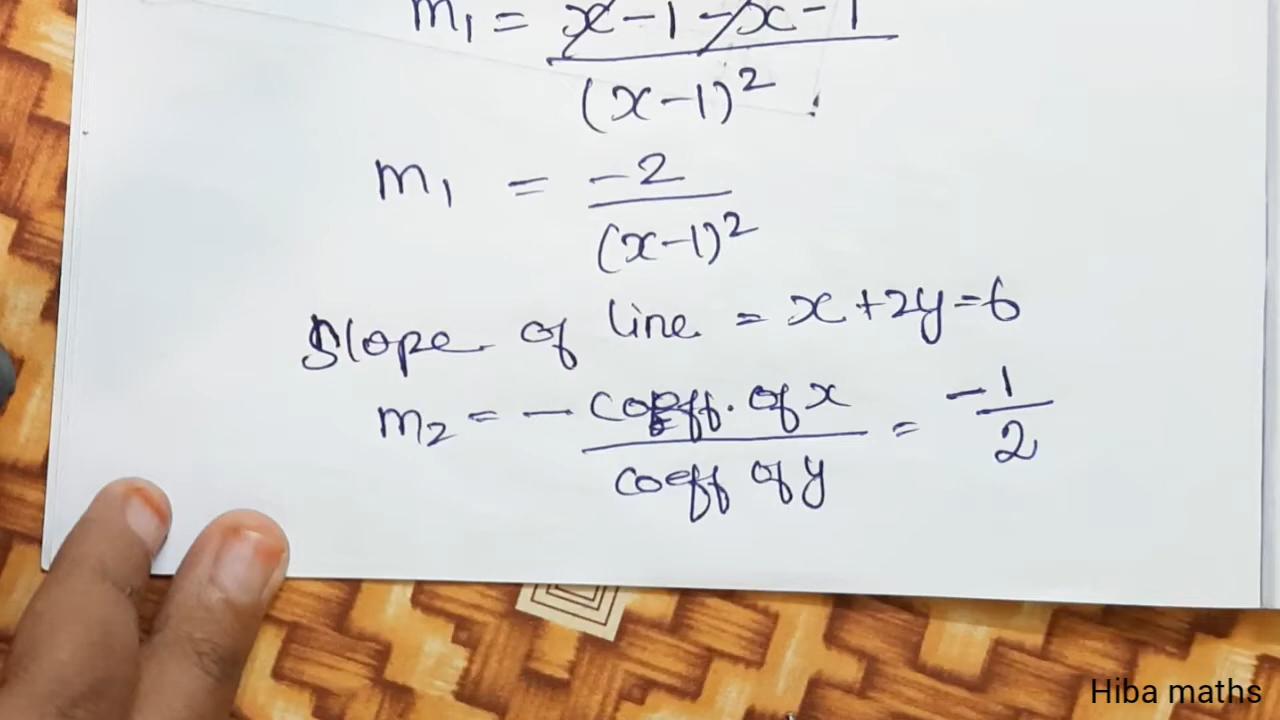 m₁ = x-1-x-1
(x-1)²
m₁ = -2
(x-1)²
Slope of line = x+2y=6
m₂ = - coeff. of x = -1
coeff of y 2
Hiba maths